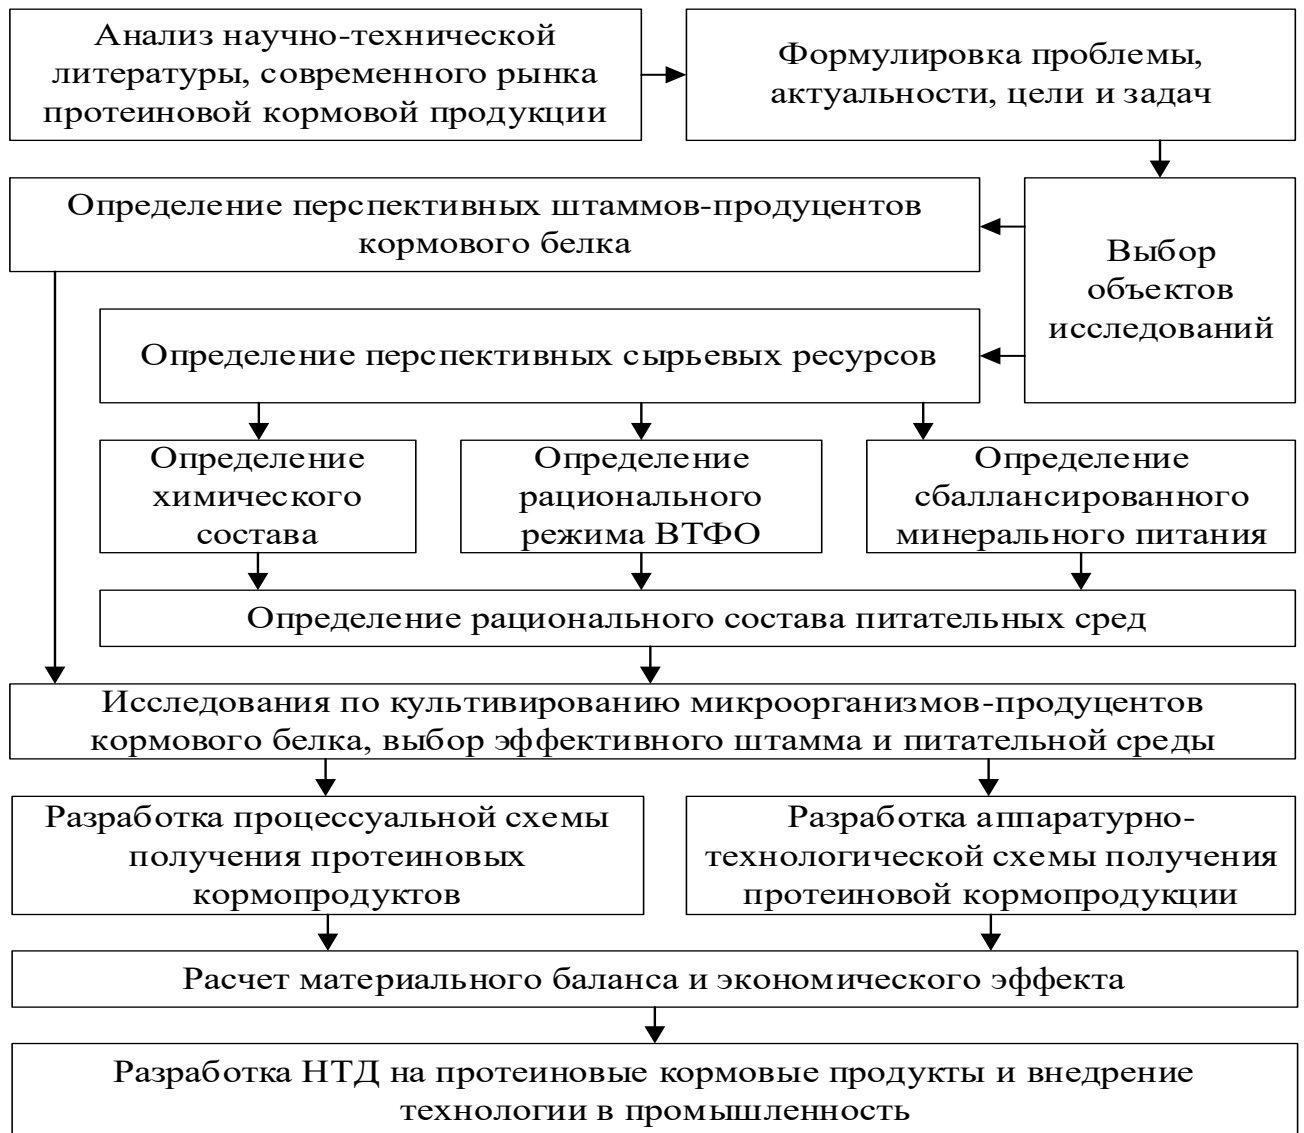 Анализ научно-технической
литературы, современного рынка
протеиновой кормовой продукции
Формулировка проблемы,
актуальности, цели и задач
Определение перспективных штаммов-продуцентов
кормового белка
Выбор
объектов
исследований
Определение перспективных сырьевых ресурсов
Определение
химического
состава
Определение
рационального
режима ВТФО
Определение
сбаллансированного
минерального питания
Определение рационального состава питательных сред
Исследования по культивированию микроорганизмов-продуцентов
кормового белка, выбор эффективного штамма и питательной среды
Разработка процессуальной схемы
получения протеиновых
кормопродуктов
Разработка аппаратурно-
технологической схемы получения
протеиновой кормопродукции
Расчет материального баланса и экономического эффекта
Разработка НТД на протеиновые кормовые продукты и внедрение
технологии в промышленность